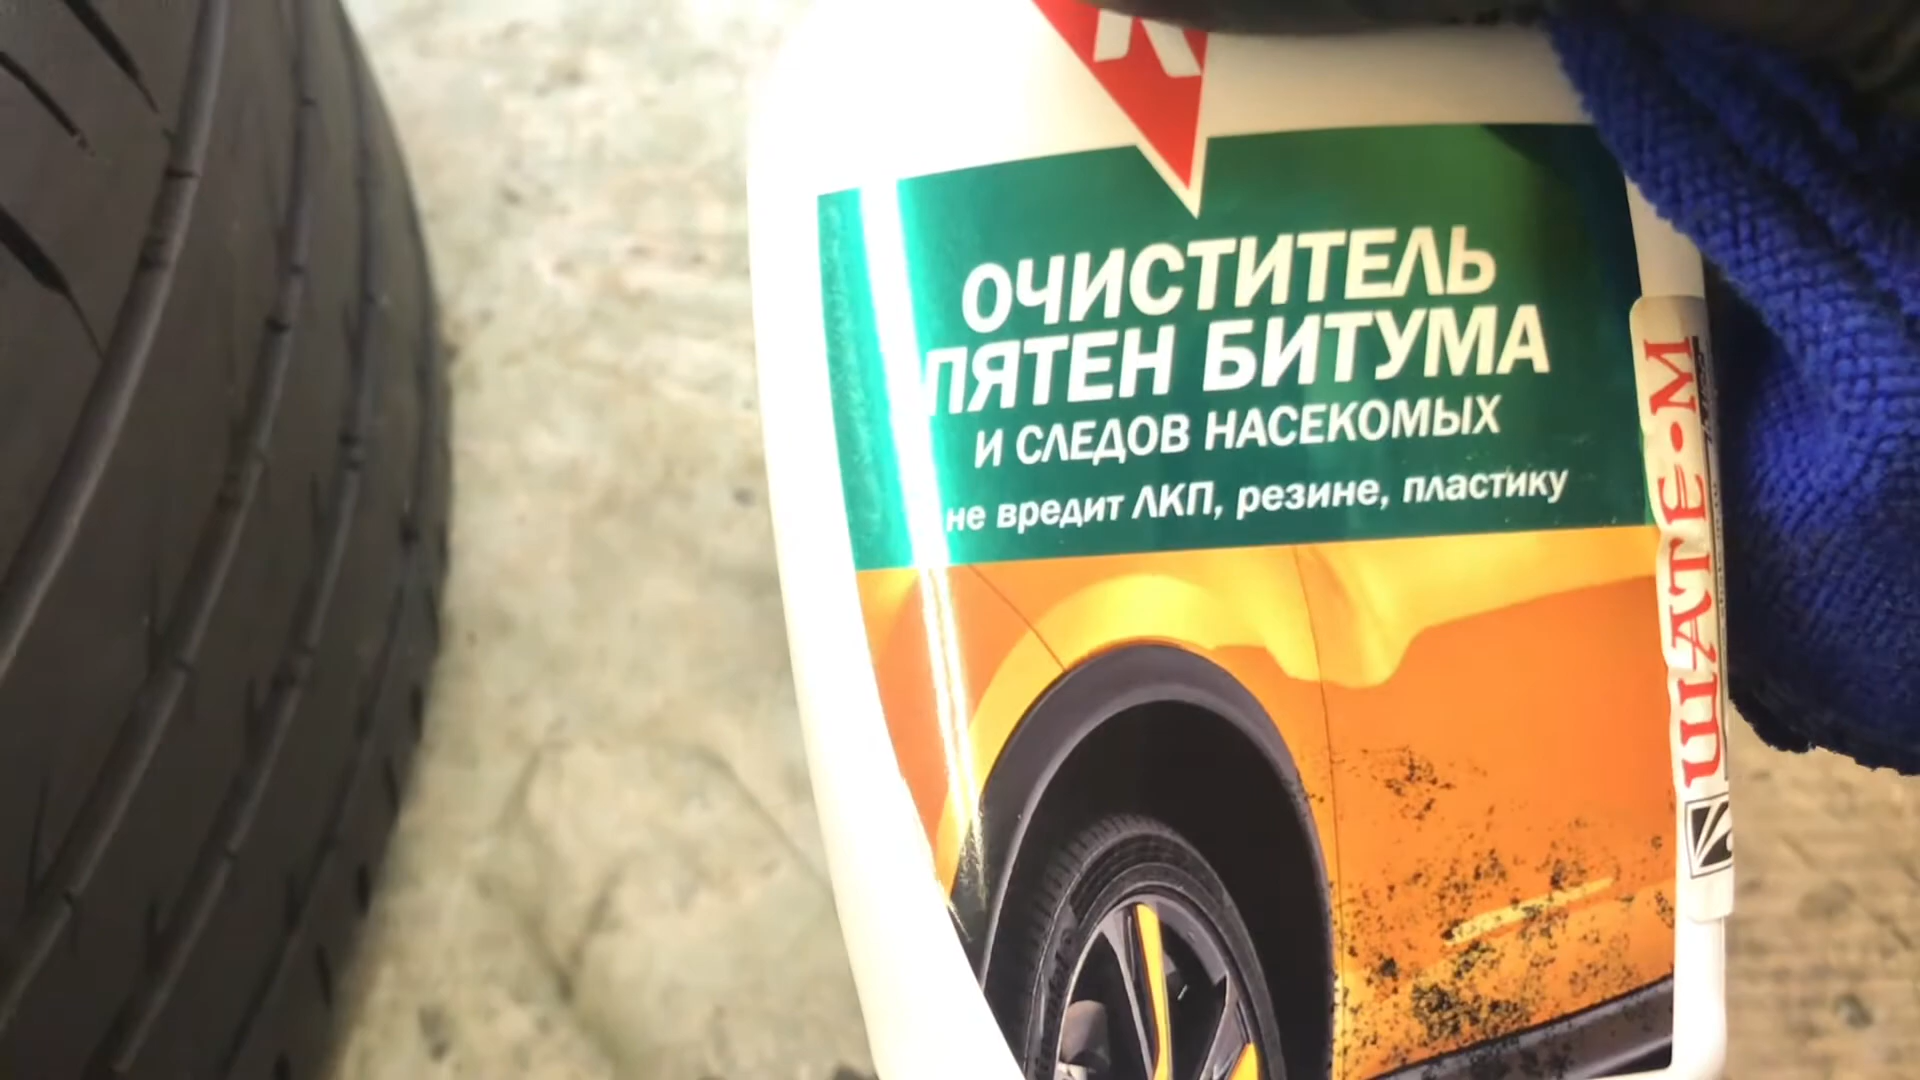 ОЧИСТИТЕЛЬ
ПЯТЕН БИТУМА
И СЛЕДОВ НАСЕКОМЫХ
не вредит ЛКП, резине, пластику
ШАТЕ-М